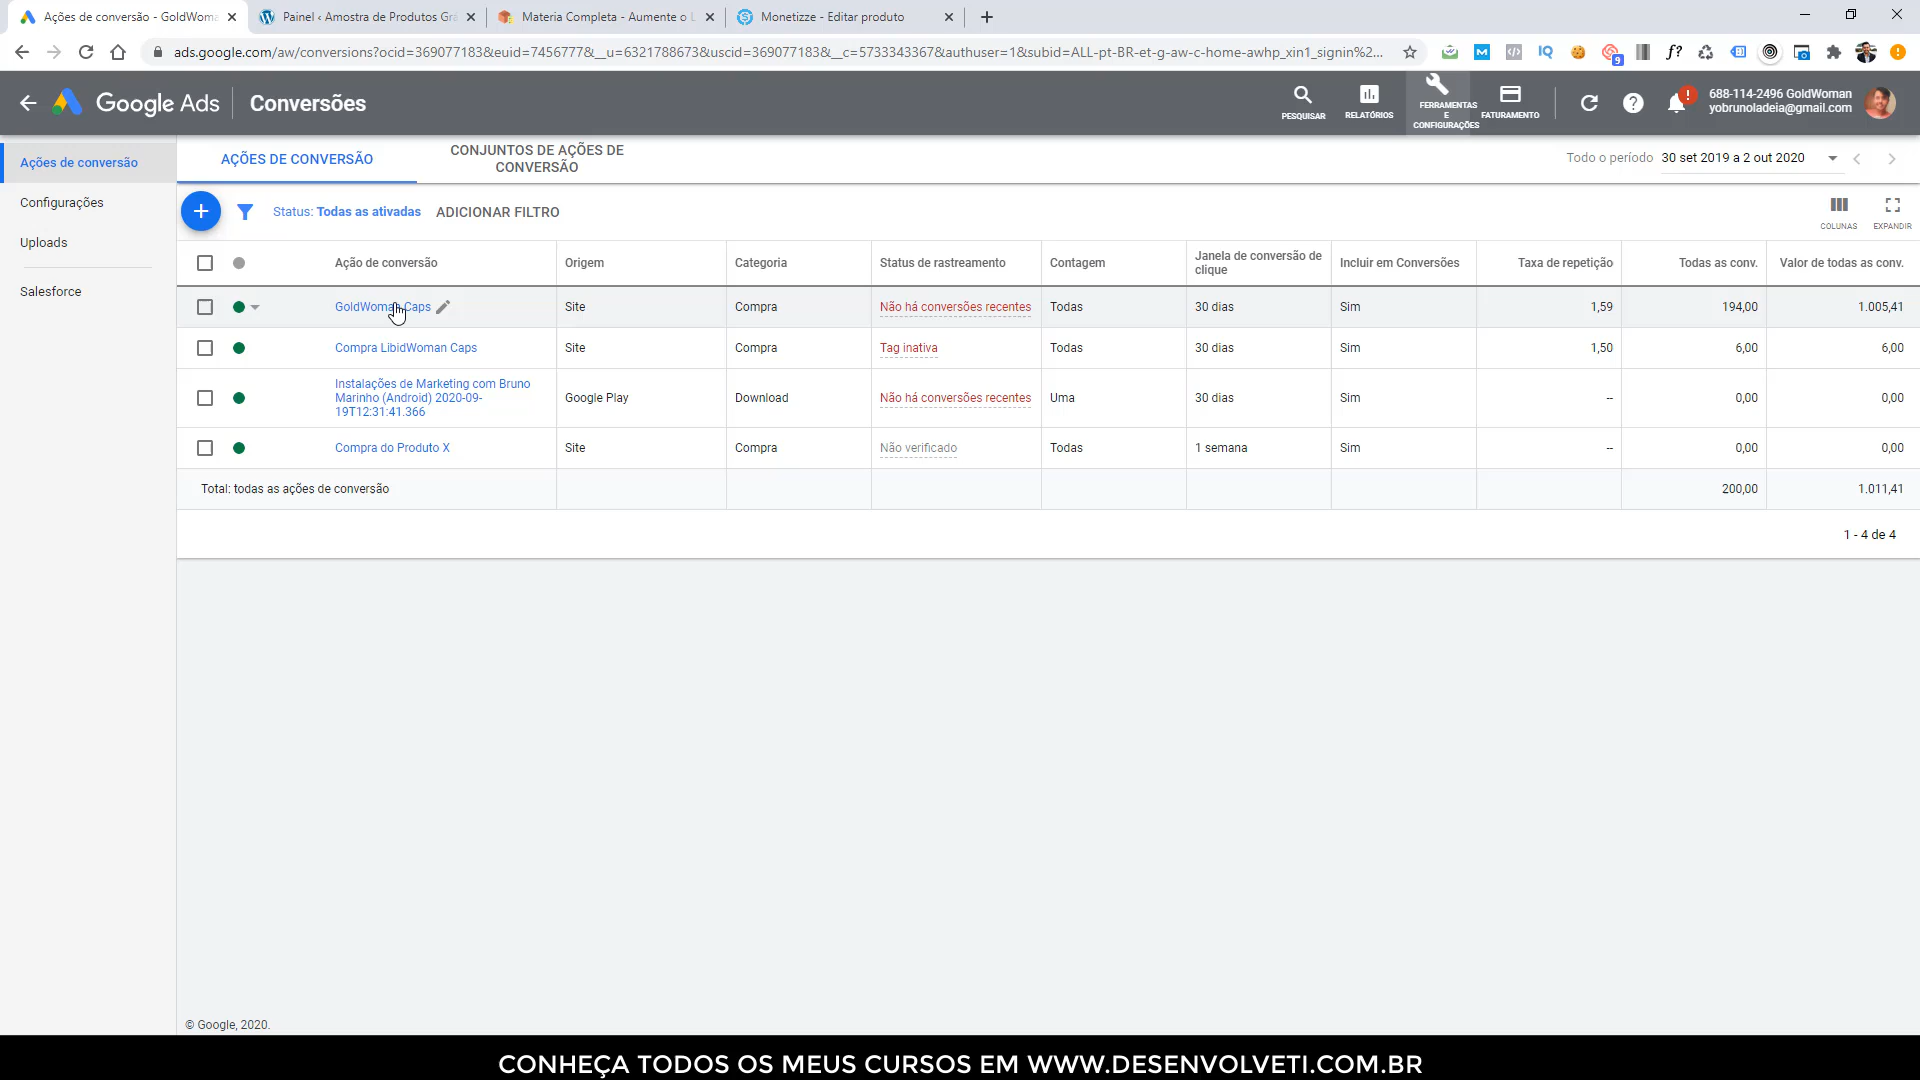 Ações de conversão - GoldWoma
Painel ‹ Amostra de Produtos Grá
Materia Completa - Aumente o L
Monetizze - Editar produto
ads.google.com/aw/conversions?ocid=369077183&euid=7456777&__u=6321788673&uscid=369077183&__c=5733343367&authuser=1&subid=ALL-pt-BR-et-g-aw-c-home-awhp_xin1_signin%2...
Google Ads
Conversões
PESQUISAR
RELATÓRIOS
FERRAMENTAS
E
CONFIGURAÇÕES
FATURAMENTO
688-114-2496 GoldWoman
yobrunoladeia@gmail.com
Ações de conversão
Configurações
Uploads
Salesforce
AÇÕES DE CONVERSÃO
CONJUNTOS DE AÇÕES DE
CONVERSÃO
Todo o período 30 set 2019 a 2 out 2020
Status: Todas as ativadas
ADICIONAR FILTRO
COLUNAS
EXPANDIR
Ação de conversão
Origem
Categoria
Status de rastreamento
Contagem
Janela de conversão de
clique
Incluir em Conversões
Taxa de repetição
Todas as conv.
Valor de todas as conv.
GoldWoman Caps
Site
Compra
Não há conversões recentes
Todas
30 dias
Sim
1,59
194,00
1.005,41
Compra LibidWoman Caps
Site
Compra
Tag inativa
Todas
30 dias
Sim
1,50
6,00
6,00
Instalações de Marketing com Bruno
Marinho (Android) 2020-09-
19T12:31:41.366
Google Play
Download
Não há conversões recentes
Uma
30 dias
Sim
--
0,00
0,00
Compra do Produto X
Site
Compra
Não verificado
Todas
1 semana
Sim
--
0,00
0,00
Total: todas as ações de conversão
200,00
1.011,41
1 - 4 de 4
© Google, 2020.
CONHEÇA TODOS OS MEUS CURSOS EM WWW.DESENVOLVETI.COM.BR